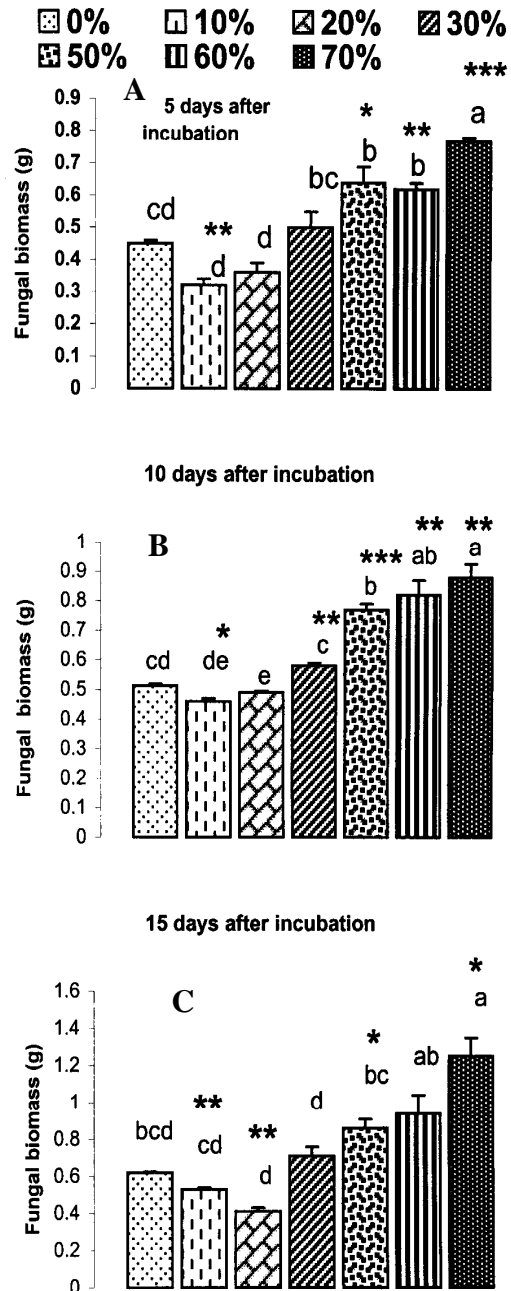 0% 10% 20% 30%
50% 60% 70%
A 5 days after
incubation
Fungal biomass (g)
0.9
0.8
0.7
0.6
0.5
0.4
0.3
0.2
0.1
0
cd
**
d
d
bc
*
b
**
b
***
a
10 days after incubation
B
Fungal biomass (g)
1
0.9
0.8
0.7
0.6
0.5
0.4
0.3
0.2
0.1
0
cd
*
de
e
**
c
***
b
**
ab
**
a
15 days after incubation
C
Fungal biomass (g)
1.6
1.4
1.2
1
0.8
0.6
0.4
0.2
0
bcd
**
cd
**
d
d
*
bc
ab
*
a